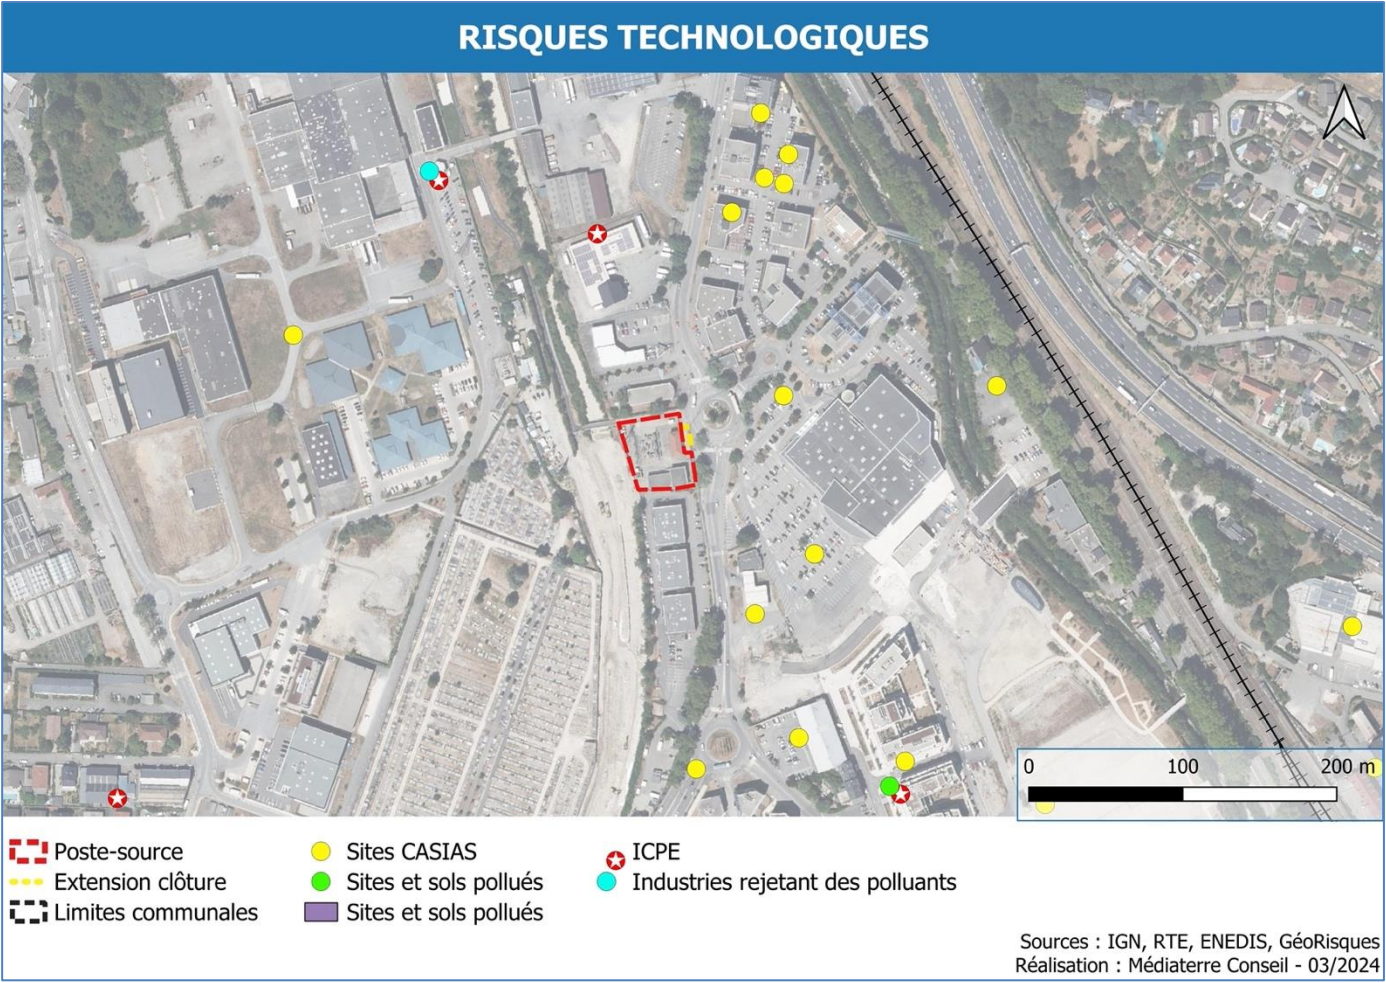 RISQUES TECHNOLOGIQUES
0 100 200 m
Poste-source
Extension clôture
Limites communales
Sites CASIAS
Sites et sols pollués
Sites et sols pollués
ICPE
Industries rejetant des polluants
Sources : IGN, RTE, ENEDIS, GéoRisques
Réalisation : Médiaterre Conseil - 03/2024